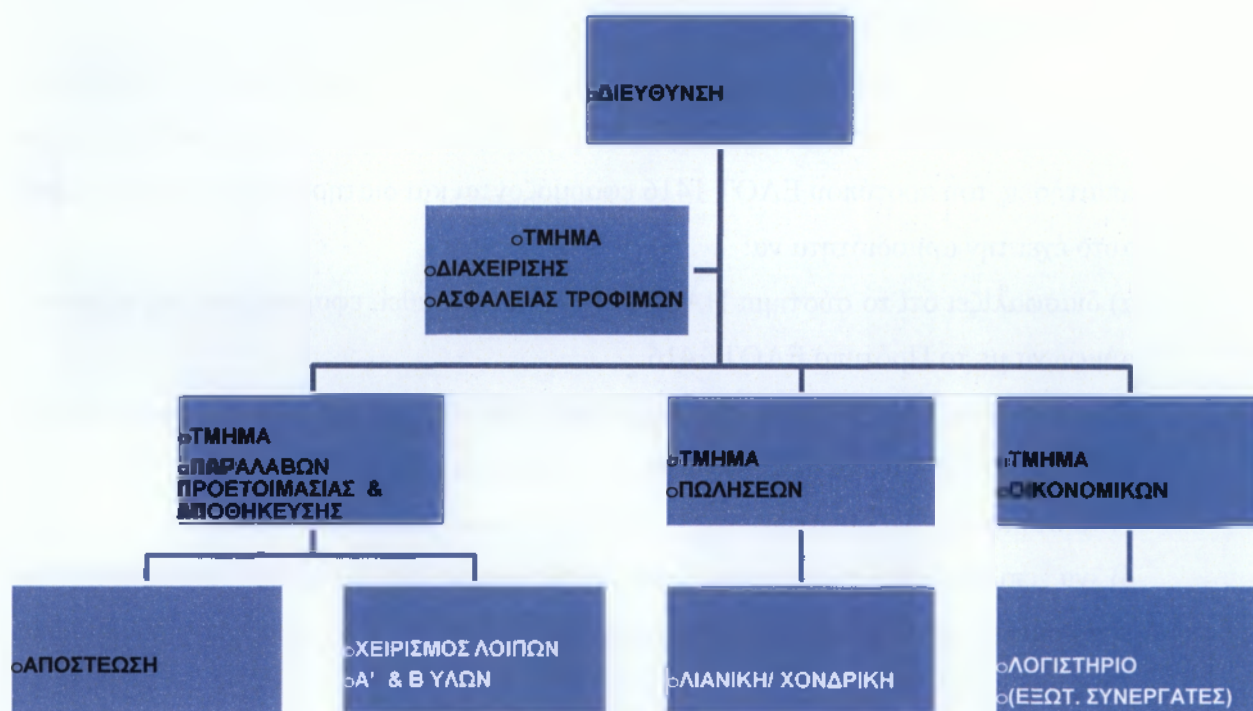 ΔΙΕΥΘΥΝΣΗ
ΤΜΗΜΑ
ΔΙΑΧΕΙΡΙΣΗΣ
ΑΣΦΑΛΕΙΑΣ ΤΡΟΦΙΜΩΝ
ΤΜΗΜΑ
ΠΑΡΑΛΑΒΩΝ
ΠΡΟΕΤΟΙΜΑΣΙΑΣ &
ΑΠΟΘΗΚΕΥΣΗΣ
ΤΜΗΜΑ
ΠΩΛΗΣΕΩΝ
ΤΜΗΜΑ
ΟΙΚΟΝΟΜΙΚΩΝ
ΑΠΟΣΤΕΩΣΗ
ΧΕΙΡΙΣΜΟΣ ΛΟΙΠΩΝ
Α' & Β ΥΛΩΝ
ΛΙΑΝΙΚΗ/ ΧΟΝΔΡΙΚΗ
ΛΟΓΙΣΤΗΡΙΟ
(ΕΞΩΤ. ΣΥΝΕΡΓΑΤΕΣ)